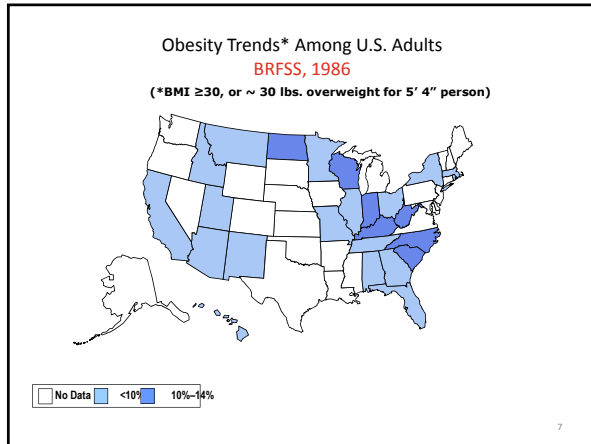 Obesity Trends* Among U.S. Adults
BRFSS, 1986
(*BMI ≥30, or ~ 30 lbs. overweight for 5’ 4” person)
No Data <10% 10%–14%
7